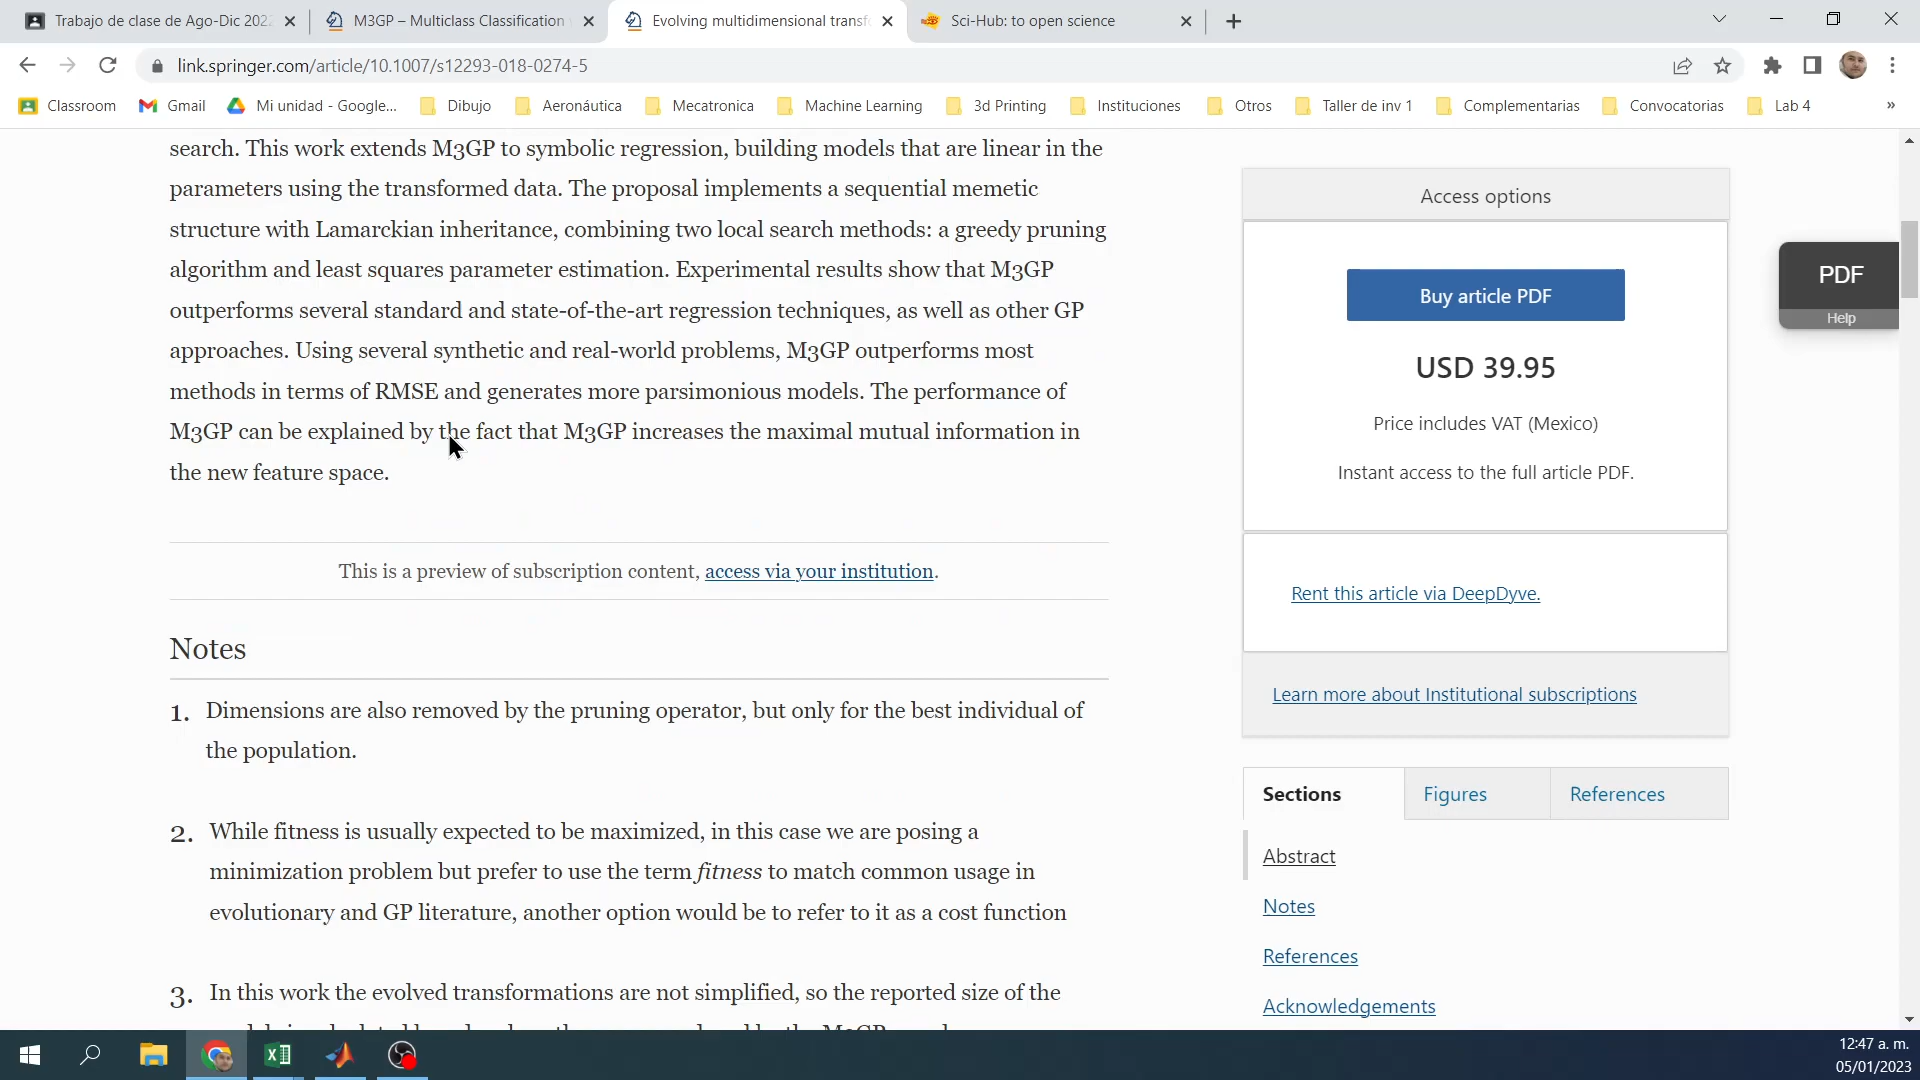 Trabajo de clase de Ago-Dic 2022
M3GP – Multiclass Classification
Evolving multidimensional transf
Sci-Hub: to open science
link.springer.com/article/10.1007/s12293-018-0274-5
Classroom
Gmail
Mi unidad - Google...
Dibujo
Aeronáutica
Mecatronica
Machine Learning
3d Printing
Instituciones
Otros
Taller de inv 1
Complementarias
Convocatorias
Lab 4
»
search. This work extends M3GP to symbolic regression, building models that are linear in the
parameters using the transformed data. The proposal implements a sequential memetic
structure with Lamarckian inheritance, combining two local search methods: a greedy pruning
algorithm and least squares parameter estimation. Experimental results show that M3GP
outperforms several standard and state-of-the-art regression techniques, as well as other GP
approaches. Using several synthetic and real-world problems, M3GP outperforms most
methods in terms of RMSE and generates more parsimonious models. The performance of
M3GP can be explained by the fact that M3GP increases the maximal mutual information in
the new feature space.
This is a preview of subscription content, access via your institution.
Notes
1. Dimensions are also removed by the pruning operator, but only for the best individual of
the population.
2. While fitness is usually expected to be maximized, in this case we are posing a
minimization problem but prefer to use the term fitness to match common usage in
evolutionary and GP literature, another option would be to refer to it as a cost function
3. In this work the evolved transformations are not simplified, so the reported size of the
Access options
Buy article PDF
USD 39.95
Price includes VAT (Mexico)
Instant access to the full article PDF.
Rent this article via DeepDyve.
Learn more about Institutional subscriptions
Sections
Figures
References
Abstract
Notes
References
Acknowledgements
PDF
Help
12:47 a. m.
05/01/2023